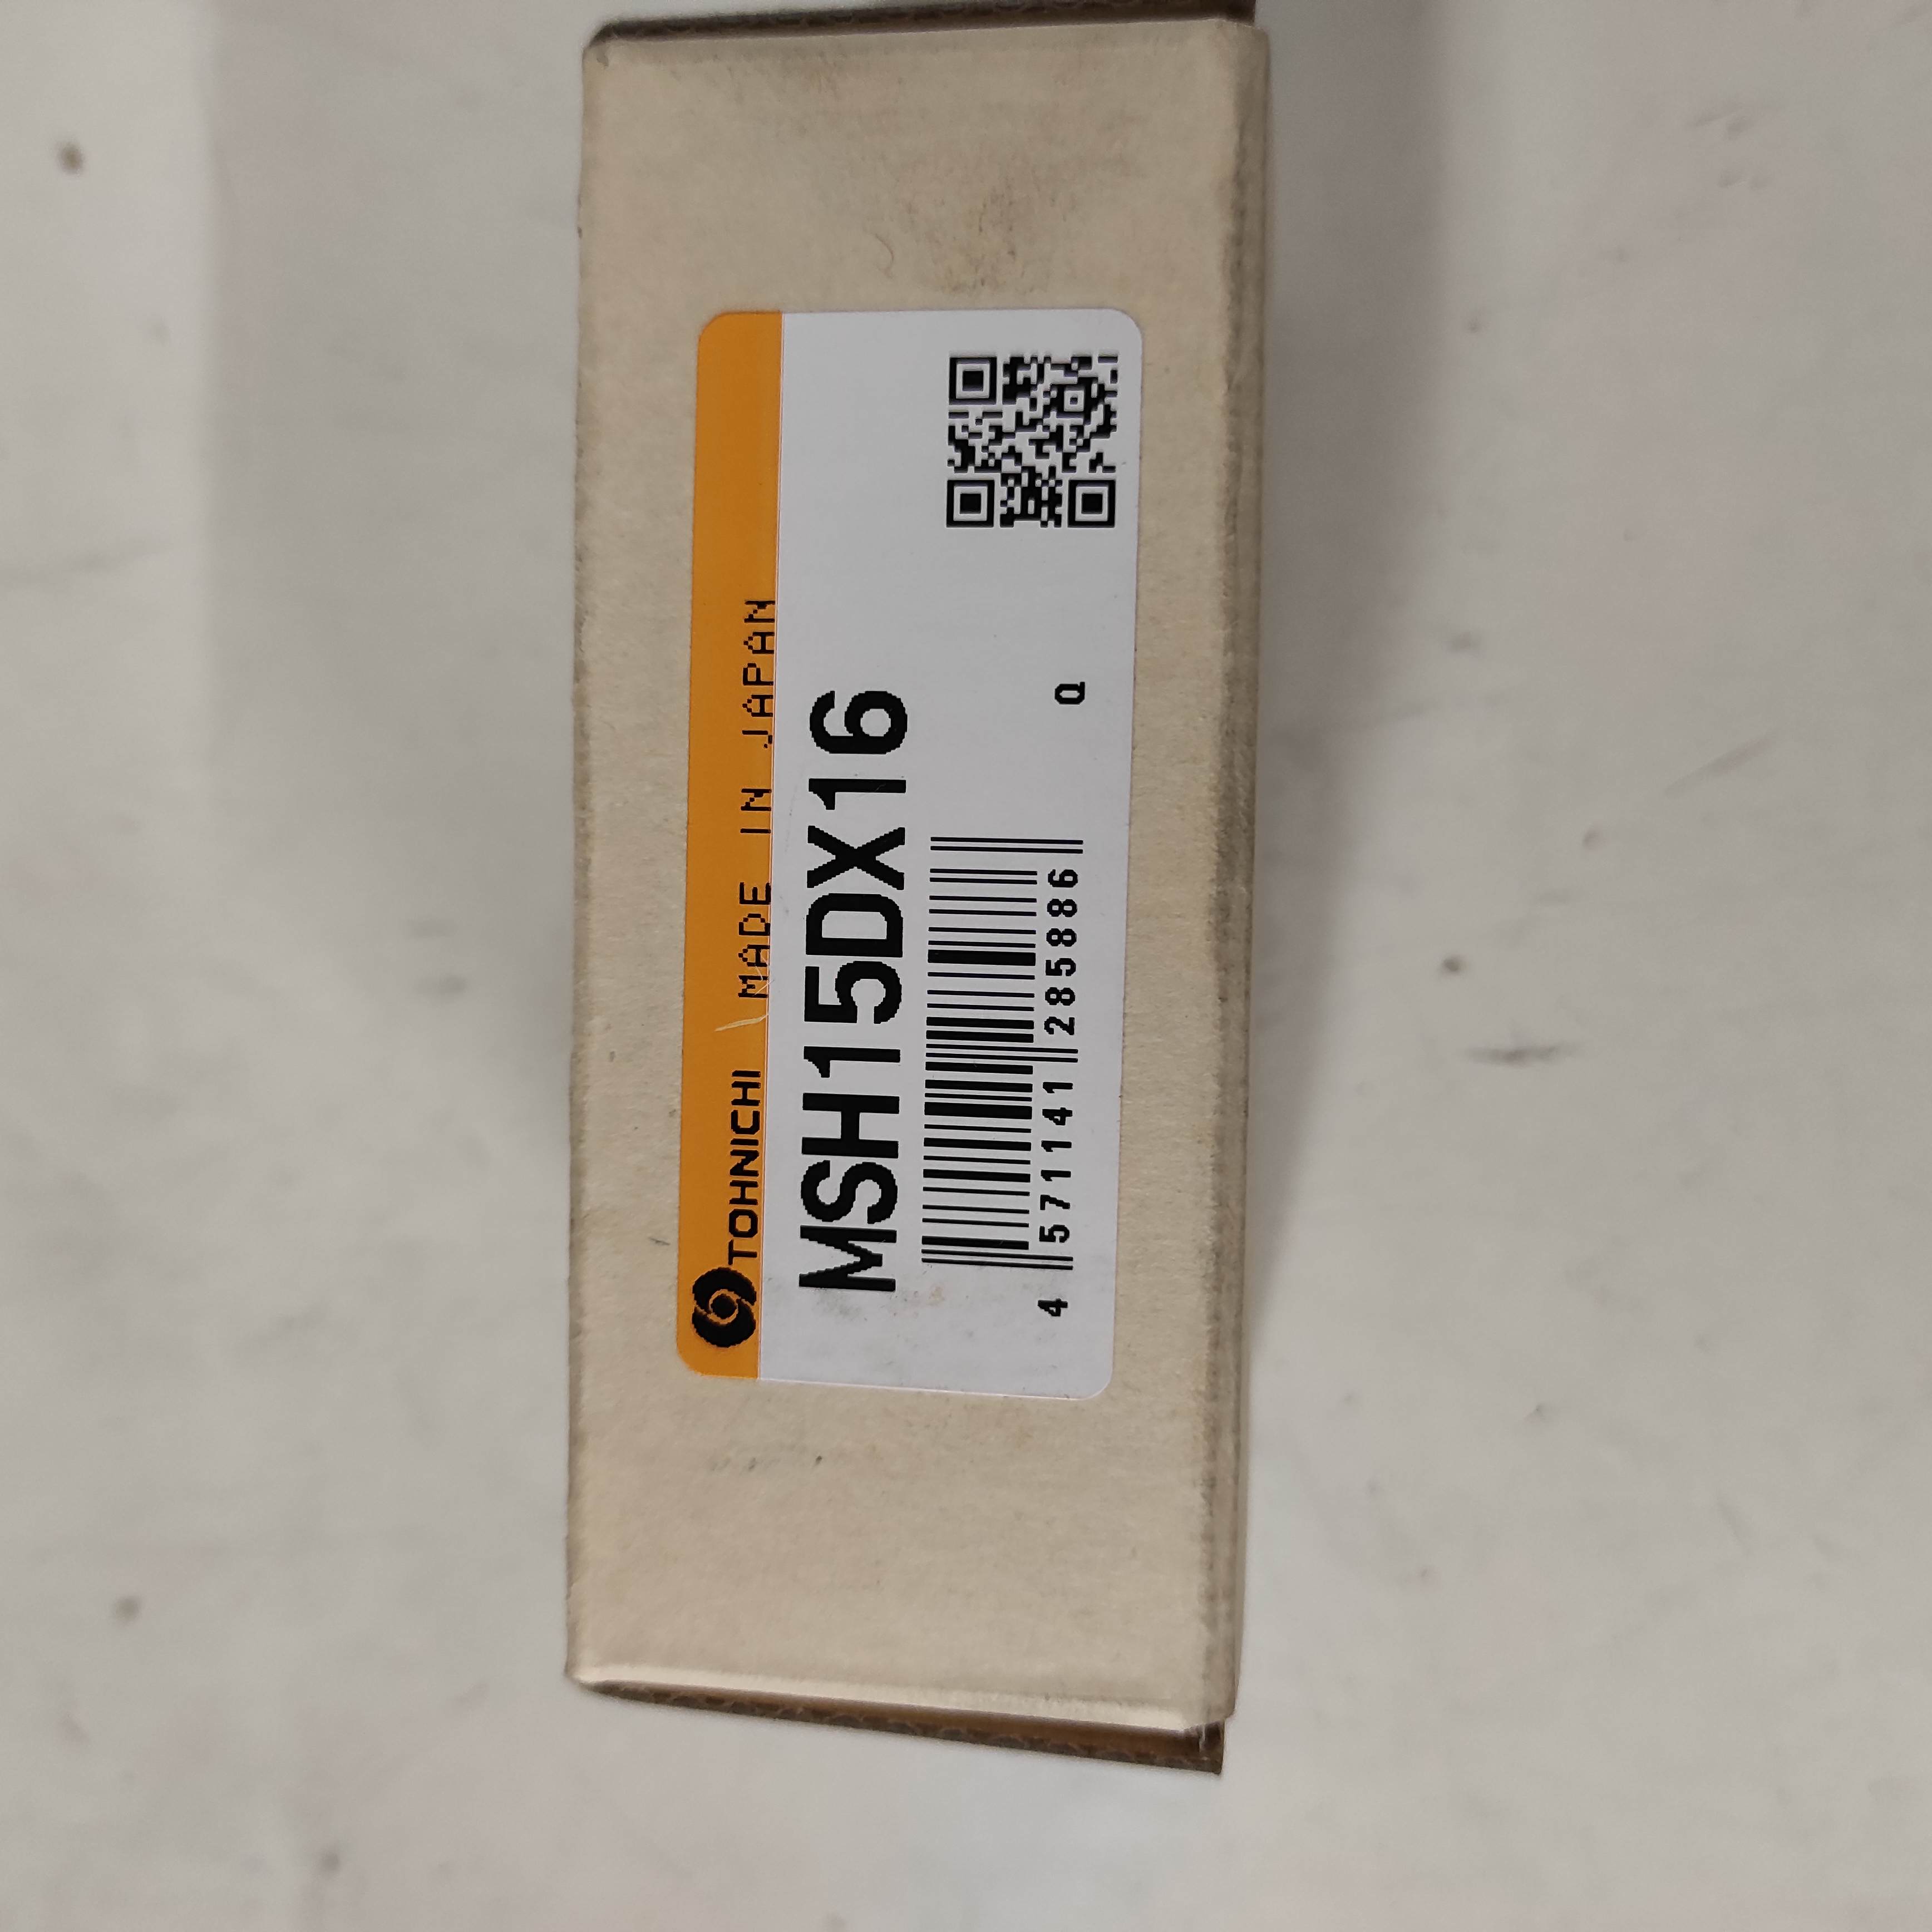 TOHNICHI MADE IN JAPAN
MSH15DX16
4 571141 285886 Q